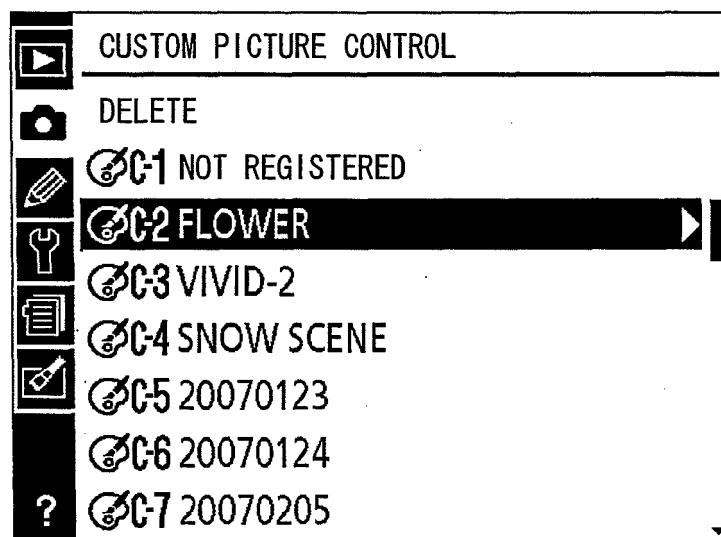 CUSTOM PICTURE CONTROL
DELETE
C-1 NOT REGISTERED
C-2 FLOWER
C-3 VIVID-2
C-4 SNOW SCENE
C-5 20070123
C-6 20070124
? C-7 20070205